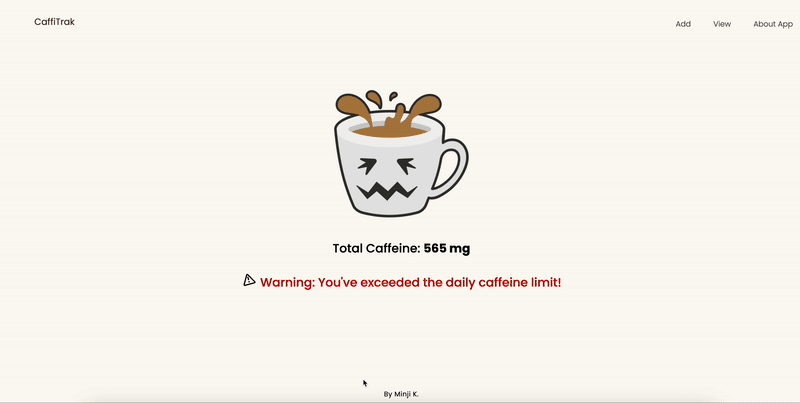 CaffiTrak
Add View About App
Total Caffeine: 565 mg
Warning: You've exceeded the daily caffeine limit!
By Minji K.